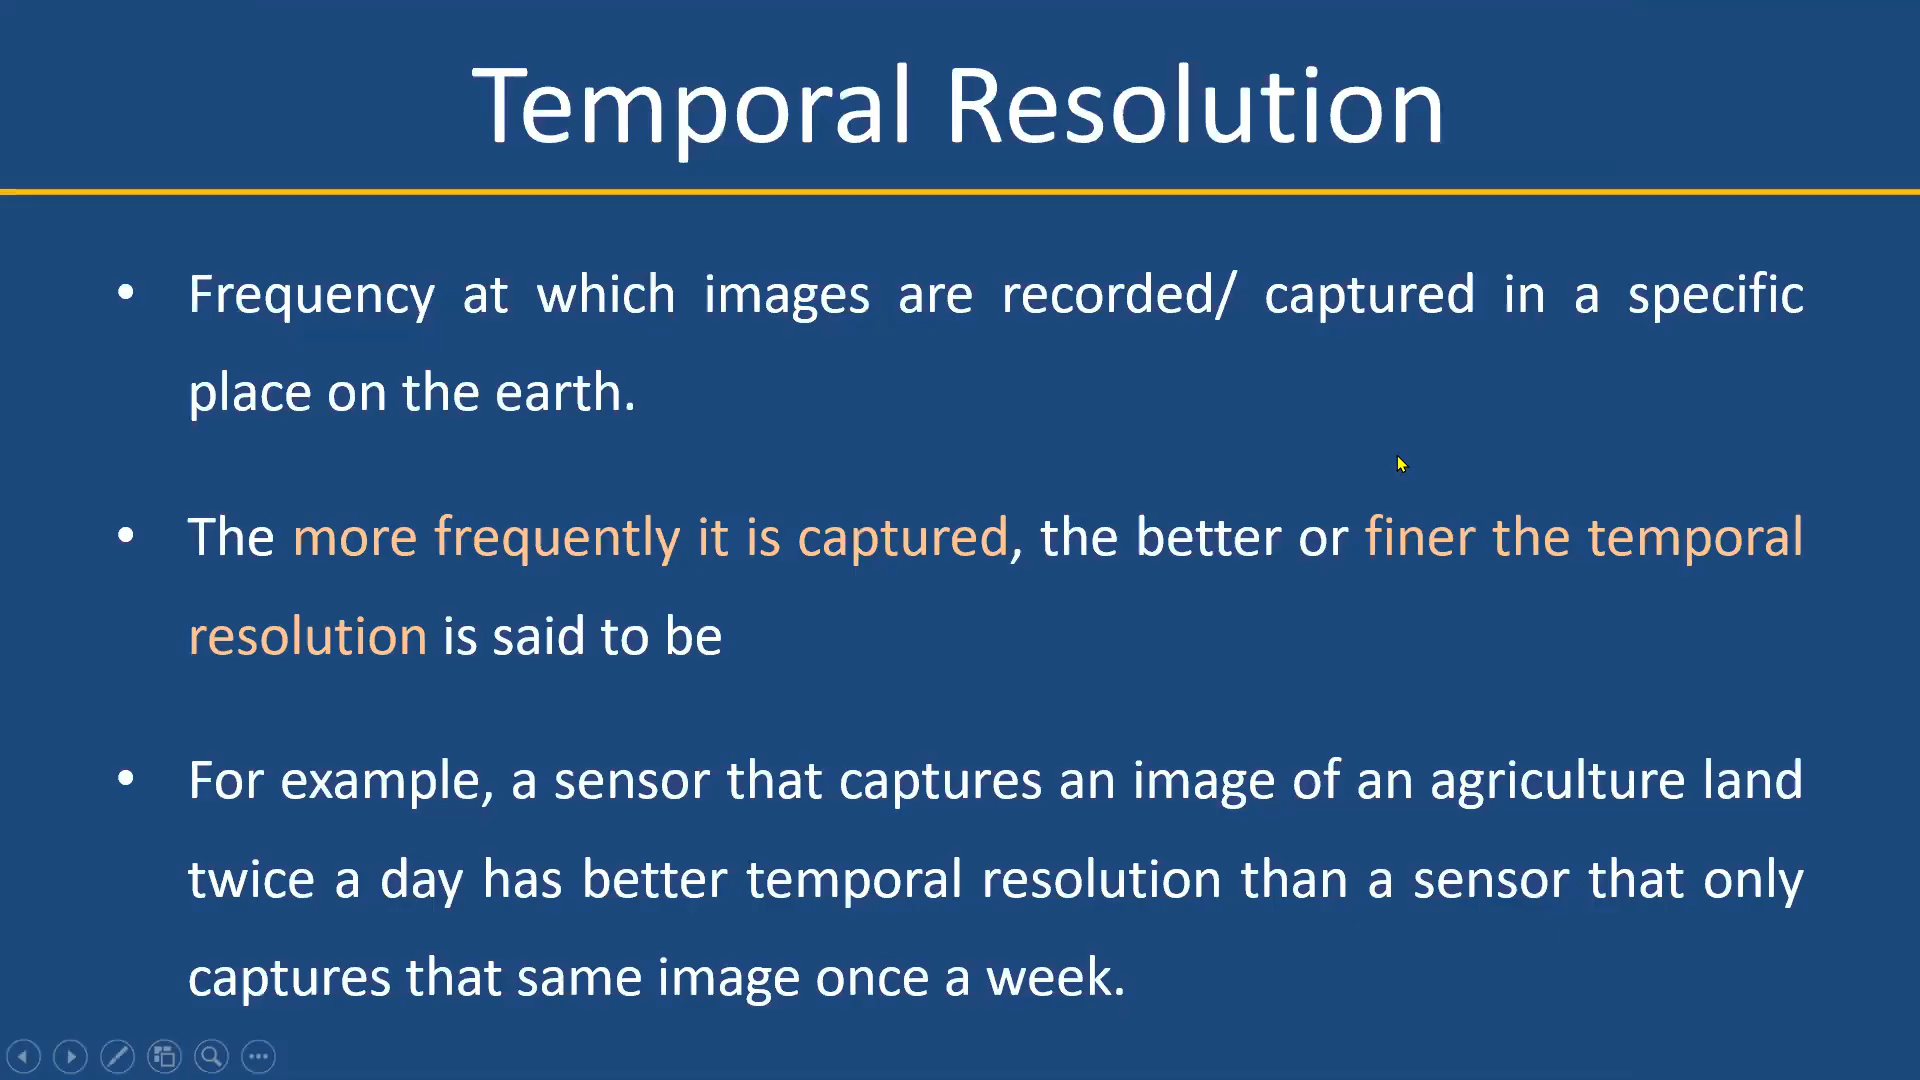 Temporal Resolution
• Frequency at which images are recorded/ captured in a specific
place on the earth.
• The more frequently it is captured, the better or finer the temporal
resolution is said to be
• For example, a sensor that captures an image of an agriculture land
twice a day has better temporal resolution than a sensor that only
captures that same image once a week.